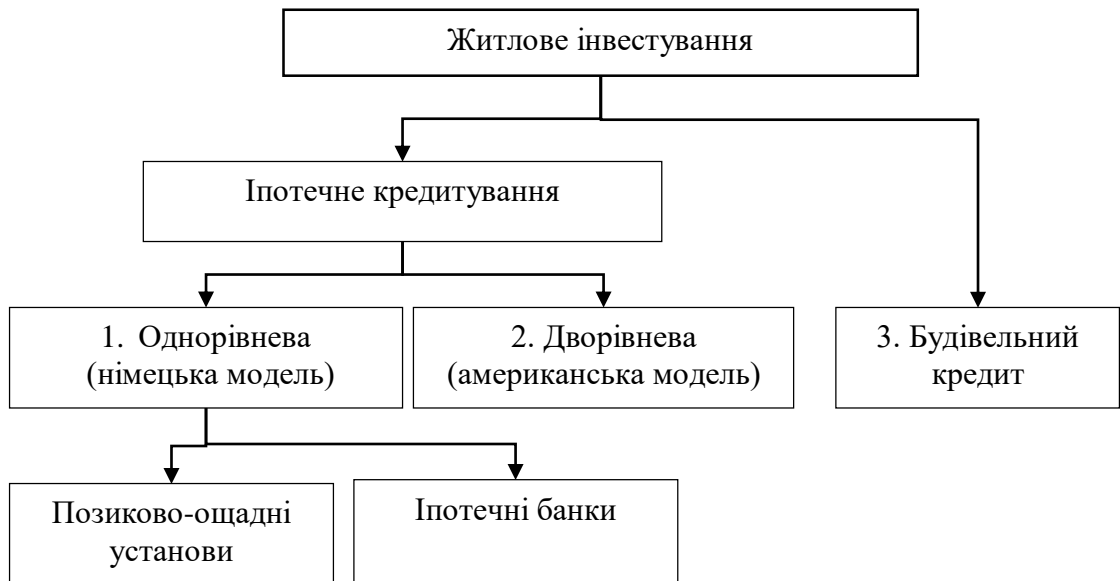 Житлове інвестування
Іпотечне кредитування
1. Однорівнева
(німецька модель)
2. Дворівнева
(американська модель)
3. Будівельний
кредит
Позиково-ощадні
установи
Іпотечні банки